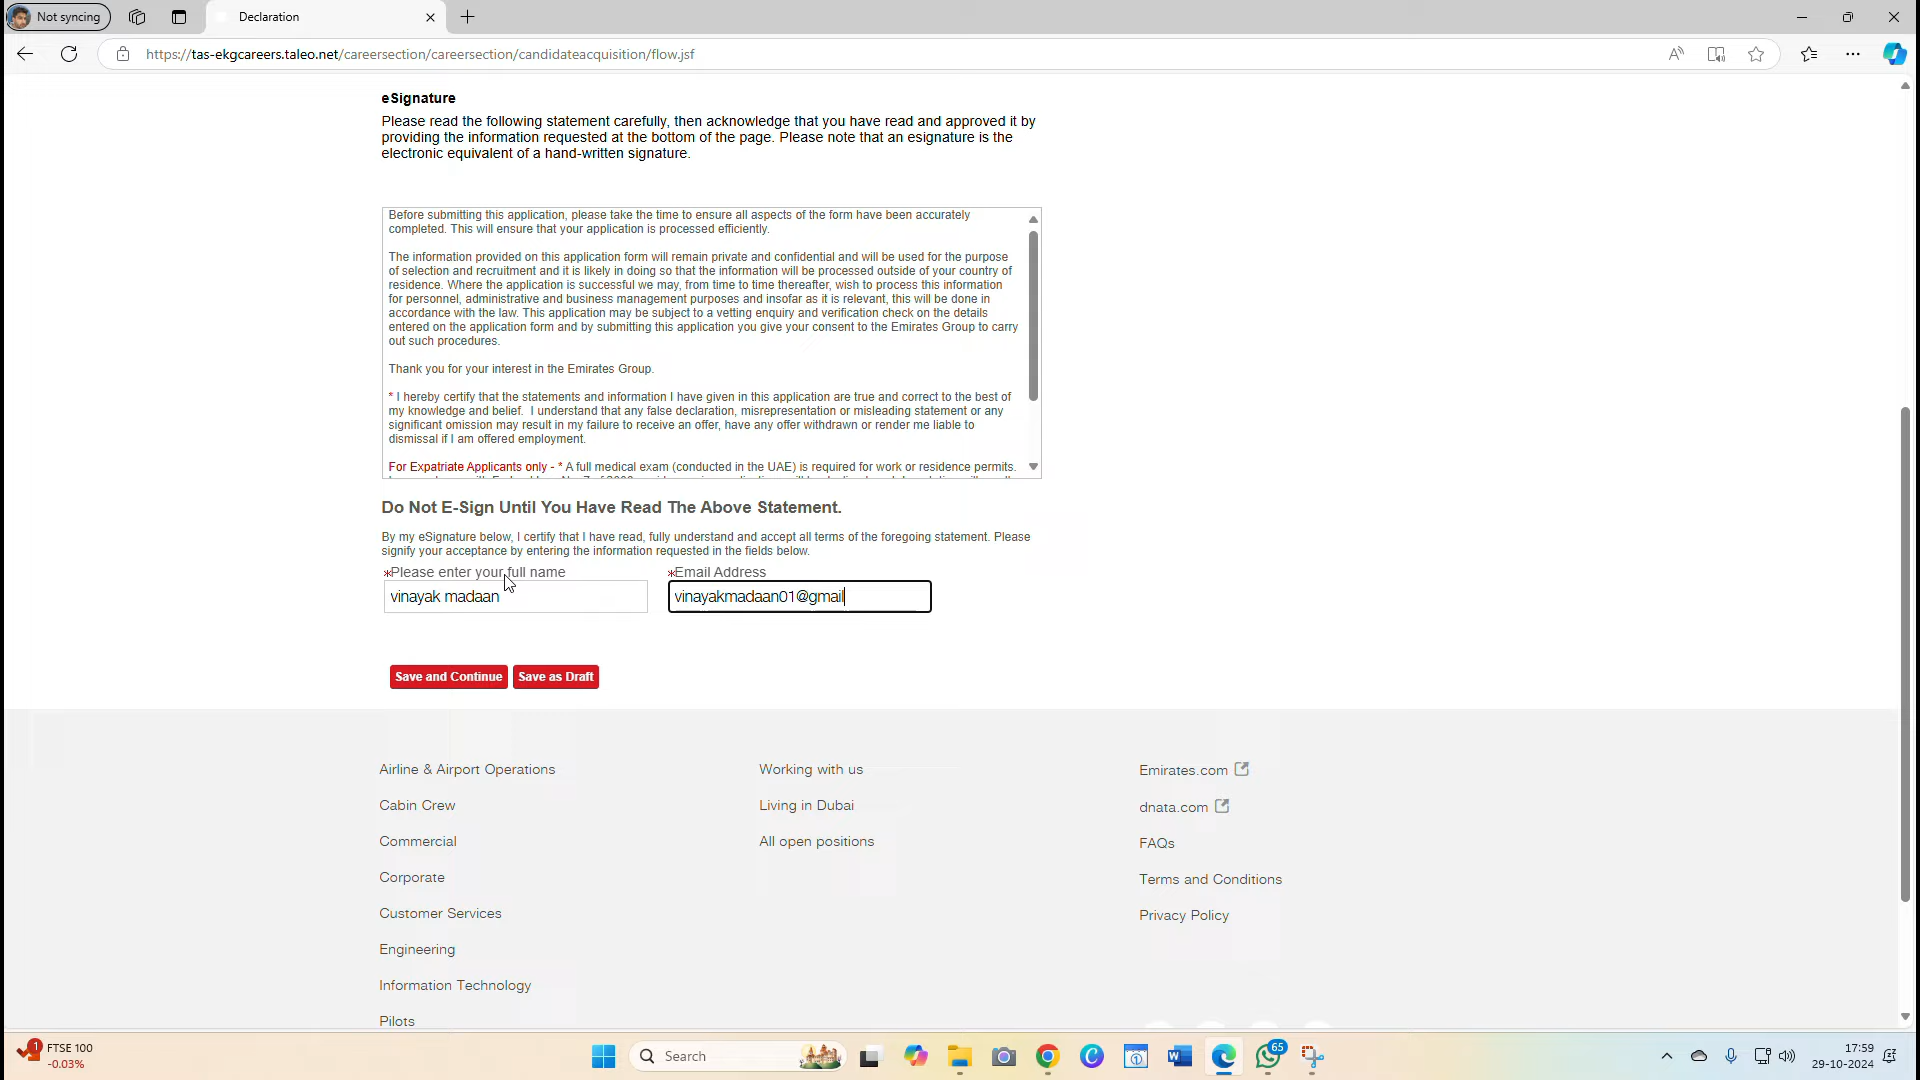 Not syncing
Declaration
https://tas-ekgcareers.taleo.net/careersection/careersection/candidateacquisition/flow.jsf
eSignature
Please read the following statement carefully, then acknowledge that you have read and approved it by
providing the information requested at the bottom of the page. Please note that an esignature is the
electronic equivalent of a hand-written signature.
Before submitting this application, please take the time to ensure all aspects of the form have been accurately
completed. This will ensure that your application is processed efficiently.
The information provided on this application form will remain private and confidential and will be used for the purpose
of selection and recruitment and it is likely in doing so that the information will be processed outside of your country of
residence. Where the application is successful we may, from time to time thereafter, wish to process this information
for personnel, administrative and business management purposes and insofar as it is relevant, this will be done in
accordance with the law. This application may be subject to a vetting enquiry and verification check on the details
entered on the application form and by submitting this application you give your consent to the Emirates Group to carry
out such procedures.
Thank you for your interest in the Emirates Group.
* I hereby certify that the statements and information I have given in this application are true and correct to the best of
my knowledge and belief. I understand that any false declaration, misrepresentation or misleading statement or any
significant omission may result in my failure to receive an offer, have any offer withdrawn or render me liable to
dismissal if I am offered employment.
For Expatriate Applicants only - * A full medical exam (conducted in the UAE) is required for work or residence permits.
Do Not E-Sign Until You Have Read The Above Statement.
By my eSignature below, I certify that I have read, fully understand and accept all terms of the foregoing statement. Please
signify your acceptance by entering the information requested in the fields below.
*Please enter your full name
*Email Address
vinayak madaan
vinayakmadaan01@gmail
Save and Continue
Save as Draft
Airline & Airport Operations
Working with us
Emirates.com
Cabin Crew
Living in Dubai
dnata.com
Commercial
All open positions
FAQs
Corporate
Terms and Conditions
Customer Services
Privacy Policy
Engineering
Information Technology
Pilots
1
FTSE 100
-0.03%
Search
65
17:59
29-10-2024